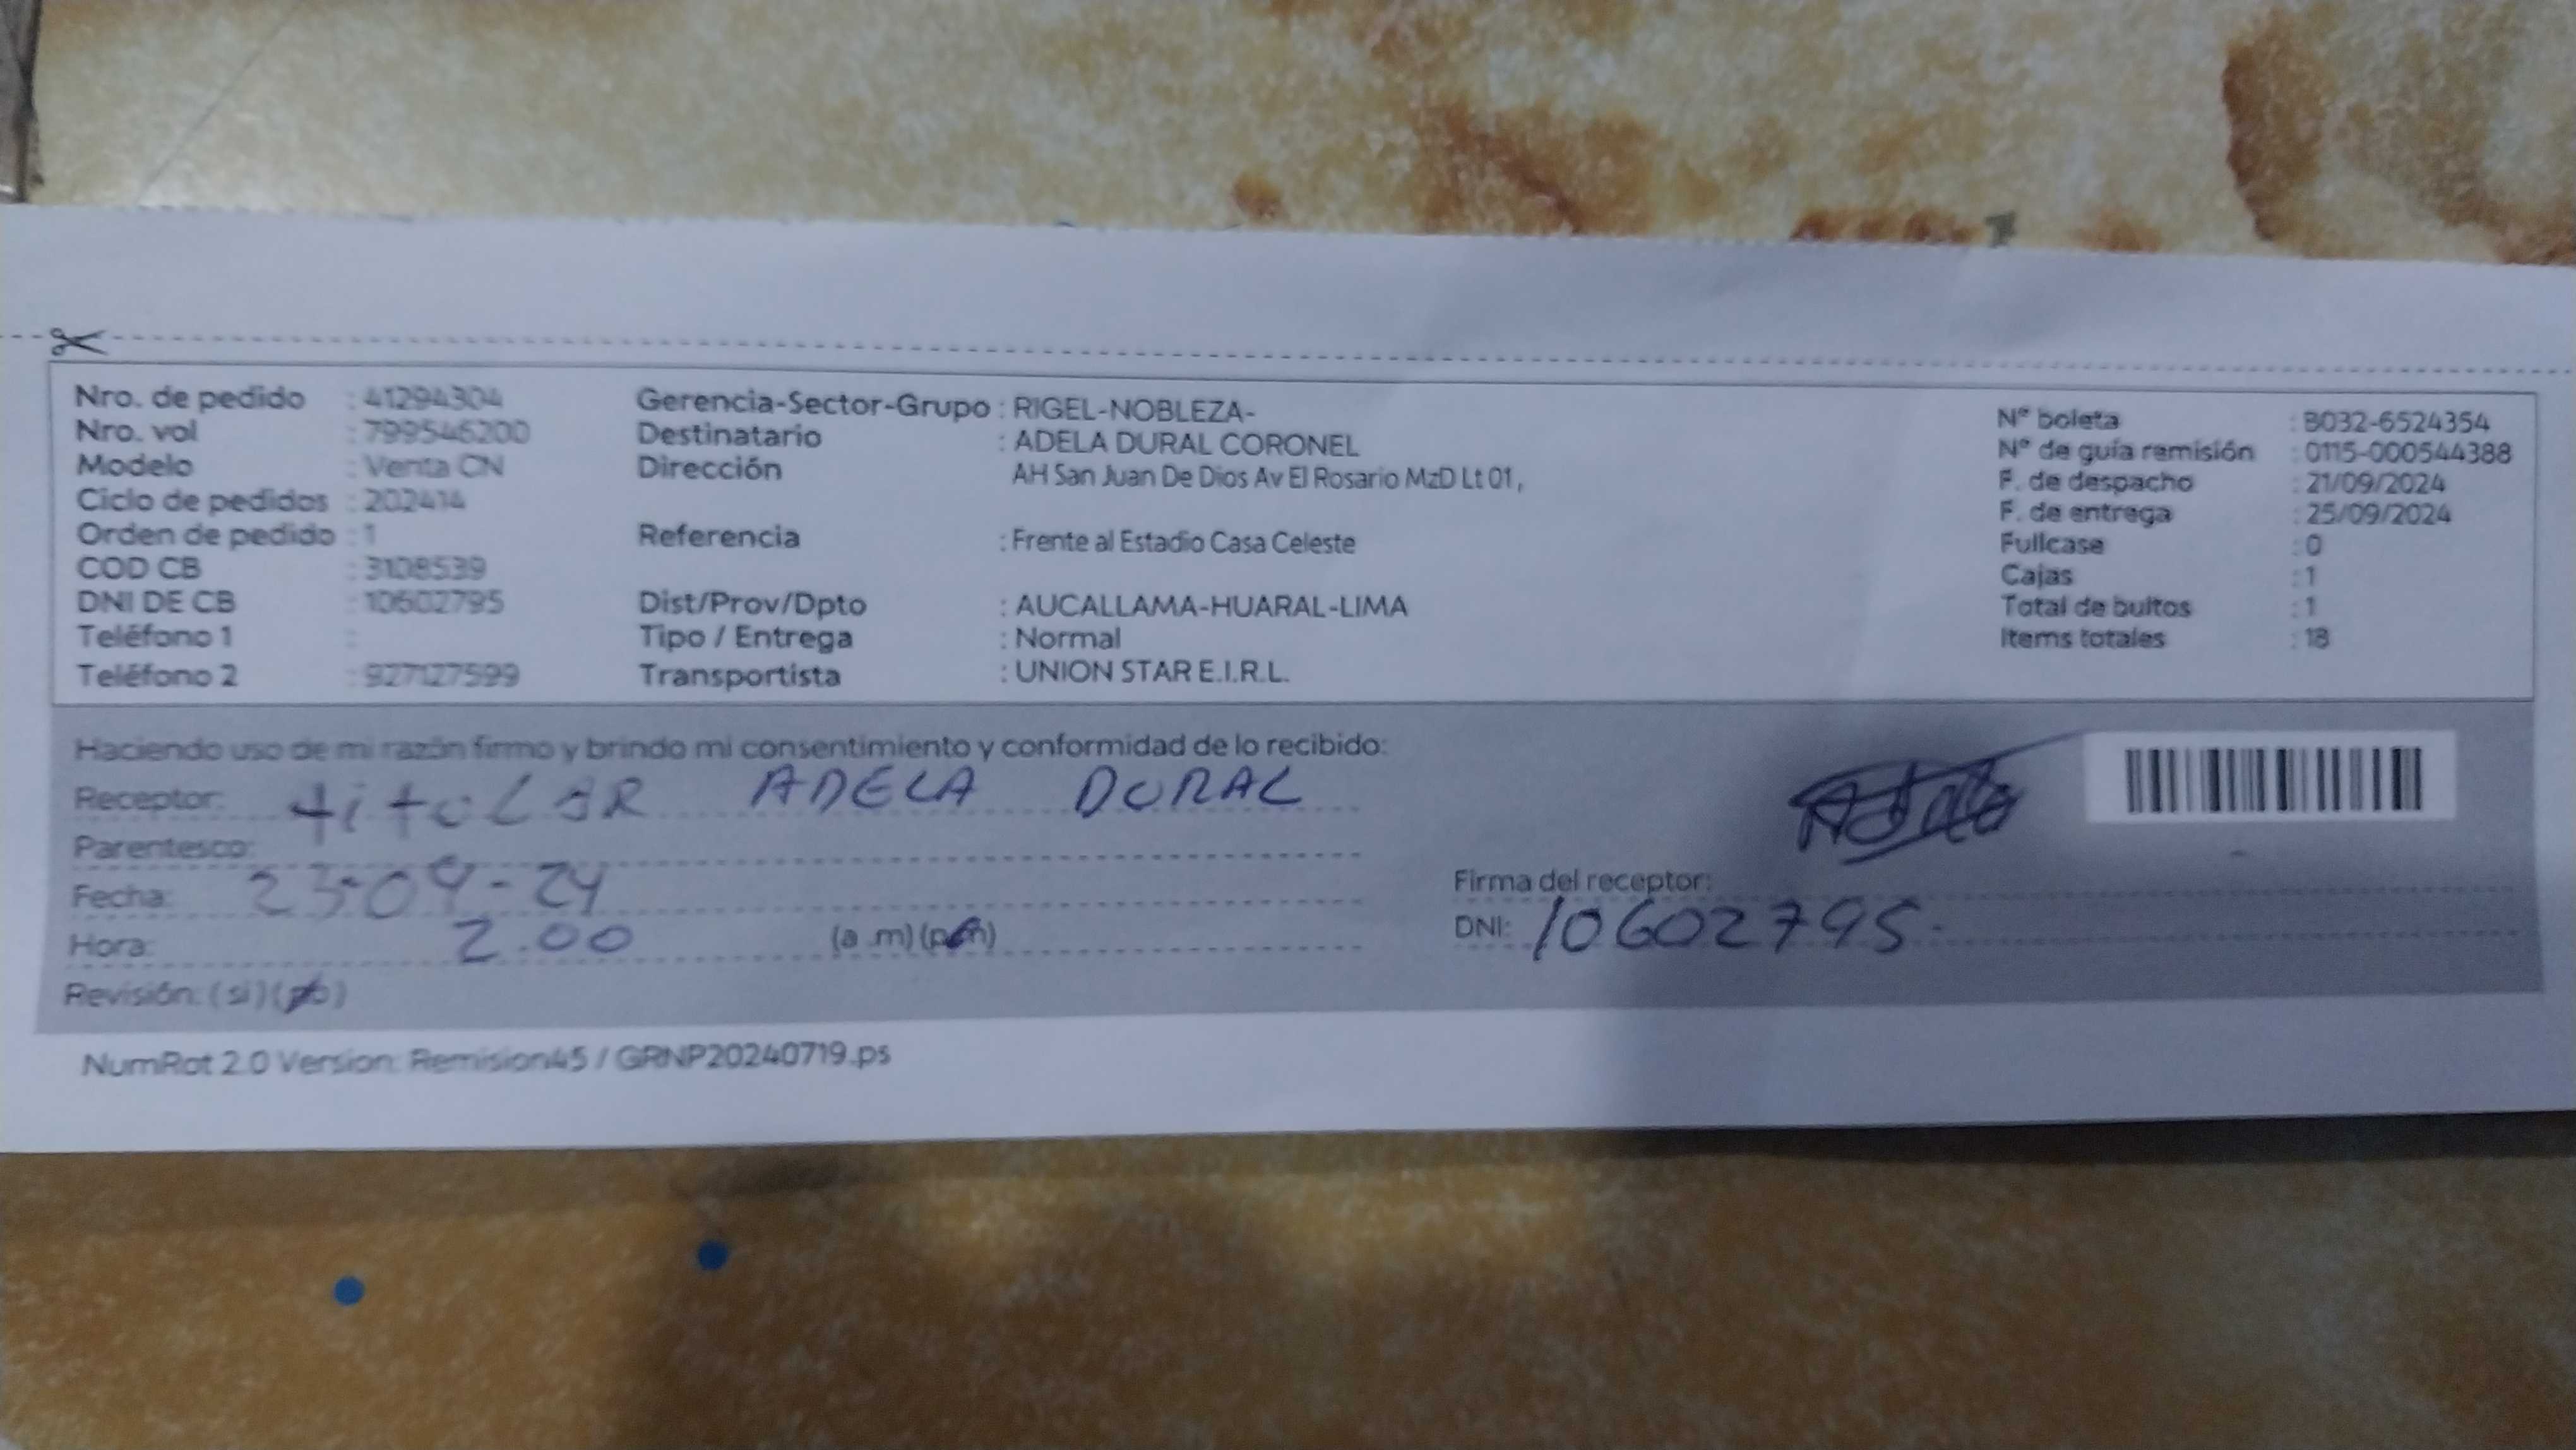 Nro. de pedido : 41294304
Nro. vol : 799546200
Modelo : Venta CN
Ciclo de pedidos : 202414
Orden de pedido : 1
COD CB : 3108539
DNI DE CB : 10602795
Teléfono 1 :
Teléfono 2 : 927127599
Gerencia-Sector-Grupo : RIGEL-NOBLEZA-
Destinatario : ADELA DURAL CORONEL
Dirección AH San Juan De Dios Av El Rosario MzD Lt 01,
Referencia : Frente al Estadio Casa Celeste
Dist/Prov/Dpto : AUCALLAMA-HUARAL-LIMA
Tipo / Entrega : Normal
Transportista : UNION STAR E.I.R.L.
N° boleta : B032-6524354
N° de guía remisión : 0115-000544388
F. de despacho : 21/09/2024
F. de entrega : 25/09/2024
Fullcase : 0
Cajas : 1
Total de bultos : 1
Items totales : 18
Haciendo uso de mi razón firmo y brindo mi consentimiento y conformidad de lo recibido:
Receptor: titoLAR ADELA DURAL
Parentesco:
Fecha: 23-09-24
Hora: 2.00 (a .m) (p.m)
Revisión: (si) (no)
Firma del receptor:
DNI: 10602795.
NumRot 2.0 Version: Remision45 / GRNP20240719.ps